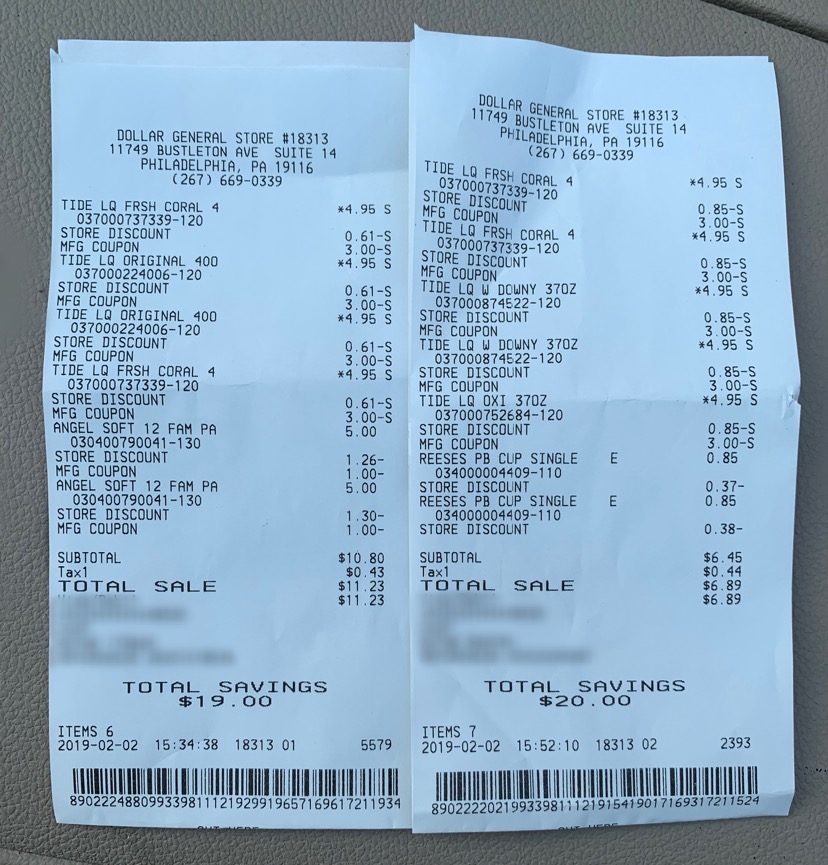 DOLLAR GENERAL STORE #18313
11749 BUSTLETON AVE SUITE 14
PHILADELPHIA, PA 19116
(267) 669-0339
TIDE LQ FRSH CORAL 4 *4.95 S
037000737339-120
STORE DISCOUNT 0.61-S
MFG COUPON 3.00-S
TIDE LQ ORIGINAL 400 *4.95 S
037000224006-120
STORE DISCOUNT 0.61-S
MFG COUPON 3.00-S
TIDE LQ ORIGINAL 400 *4.95 S
037000224006-120
STORE DISCOUNT 0.61-S
MFG COUPON 3.00-S
TIDE LQ FRSH CORAL 4 *4.95 S
037000737339-120
STORE DISCOUNT 0.61-S
MFG COUPON 3.00-S
ANGEL SOFT 12 FAM PA 5.00
030400790041-130
STORE DISCOUNT 1.26-
MFG COUPON 1.00-
ANGEL SOFT 12 FAM PA 5.00
030400790041-130
STORE DISCOUNT 1.30-
MFG COUPON 1.00-
SUBTOTAL $10.80
Tax1 $0.43
TOTAL SALE $11.23
$11.23
TOTAL SAVINGS
$19.00
ITEMS 6
2019-02-02 15:34:38 18313 01 5579
89022248809933981112192991965716961721​1934
DOLLAR GENERAL STORE #18313
11749 BUSTLETON AVE SUITE 14
PHILADELPHIA, PA 19116
(267) 669-0339
TIDE LQ FRSH CORAL 4 *4.95 S
037000737339-120
STORE DISCOUNT 0.85-S
MFG COUPON 3.00-S
TIDE LQ FRSH CORAL 4 *4.95 S
037000737339-120
STORE DISCOUNT 0.85-S
MFG COUPON 3.00-S
TIDE LQ W DOWNY 37OZ *4.95 S
037000874522-120
STORE DISCOUNT 0.85-S
MFG COUPON 3.00-S
TIDE LQ W DOWNY 37OZ *4.95 S
037000874522-120
STORE DISCOUNT 0.85-S
MFG COUPON 3.00-S
TIDE LQ OXI 37OZ *4.95 S
037000752684-120
STORE DISCOUNT 0.85-S
MFG COUPON 3.00-S
REESES PB CUP SINGLE E 0.85
034000004409-110
STORE DISCOUNT 0.37-
REESES PB CUP SINGLE E 0.85
034000004409-110
STORE DISCOUNT 0.38-
SUBTOTAL $6.45
Tax1 $0.44
TOTAL SALE $6.89
$6.89
TOTAL SAVINGS
$20.00
ITEMS 7
2019-02-02 15:52:10 18313 02 2393
890222202199339811121915419017169317211524